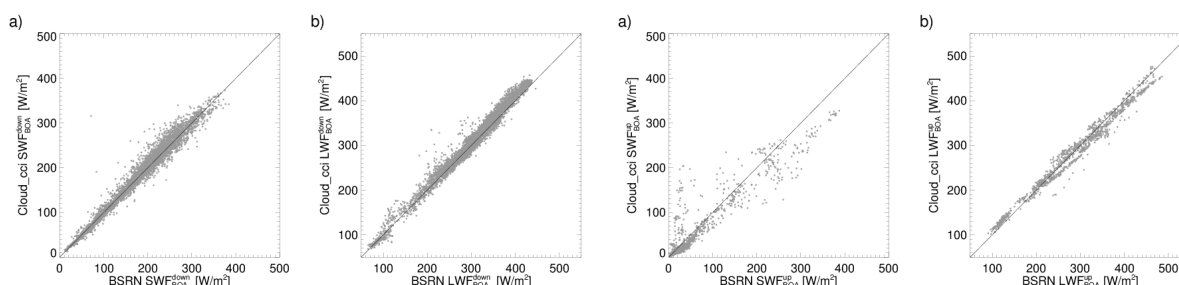 a)
500
400
300
200
100
0
Cloud_cci SWF^down_BOA [W/m²]
0 100 200 300 400 500
BSRN SWF^down_BOA [W/m²]
b)
500
400
300
200
100
Cloud_cci LWF^down_BOA [W/m²]
100 200 300 400 500
BSRN LWF^down_BOA [W/m²]
a)
500
400
300
200
100
0
Cloud_cci SWF^up_BOA [W/m²]
0 100 200 300 400 500
BSRN SWF^up_BOA [W/m²]
b)
500
400
300
200
100
Cloud_cci LWF^up_BOA [W/m²]
100 200 300 400 500
BSRN LWF^up_BOA [W/m²]